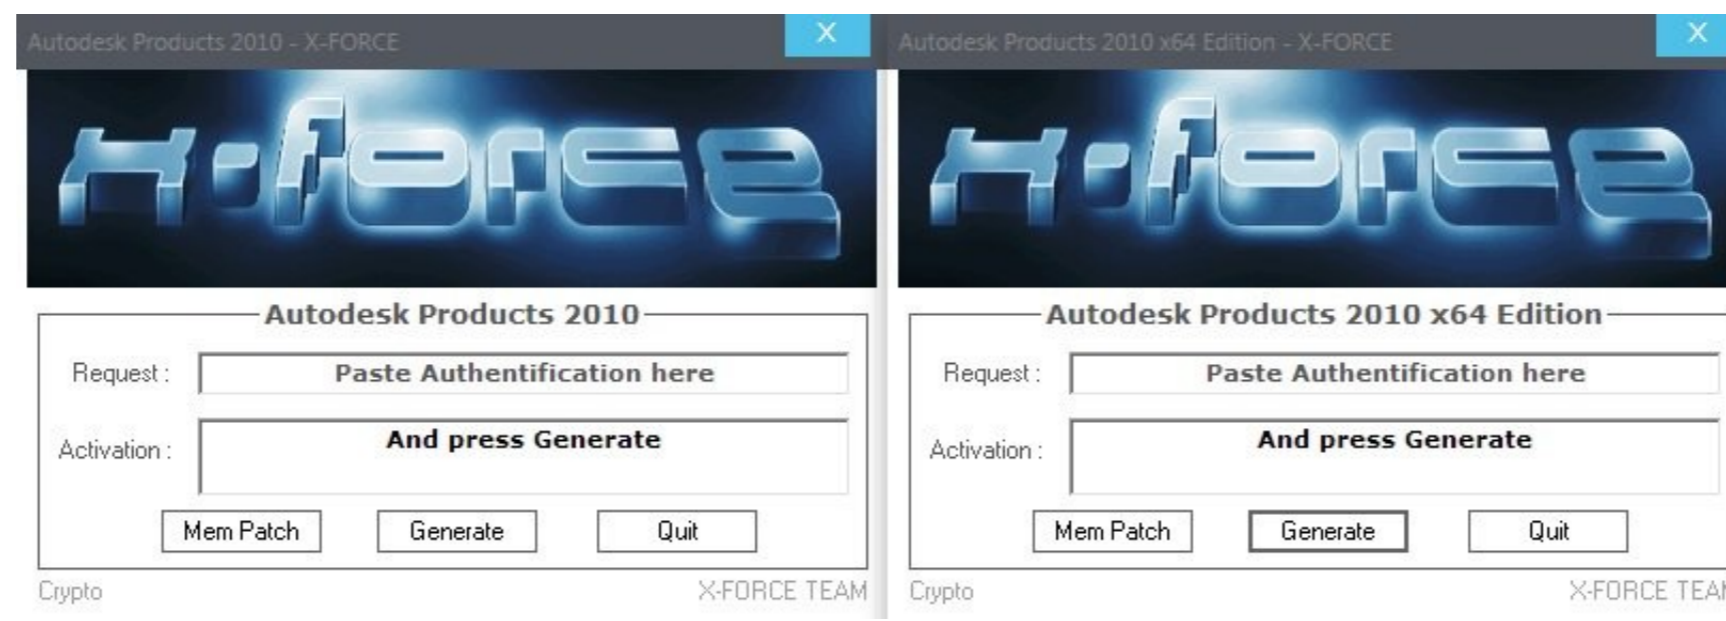 Autodesk Products 2010 - X-FORCE
X
x-force
Autodesk Products 2010
Request :
Paste Authentification here
Activation :
And press Generate
Mem Patch
Generate
Quit
Crypto
X-FORCE TEAM
Autodesk Products 2010 x64 Edition - X-FORCE
X
x-force
Autodesk Products 2010 x64 Edition
Request :
Paste Authentification here
Activation :
And press Generate
Mem Patch
Generate
Quit
Crypto
X-FORCE TEAM